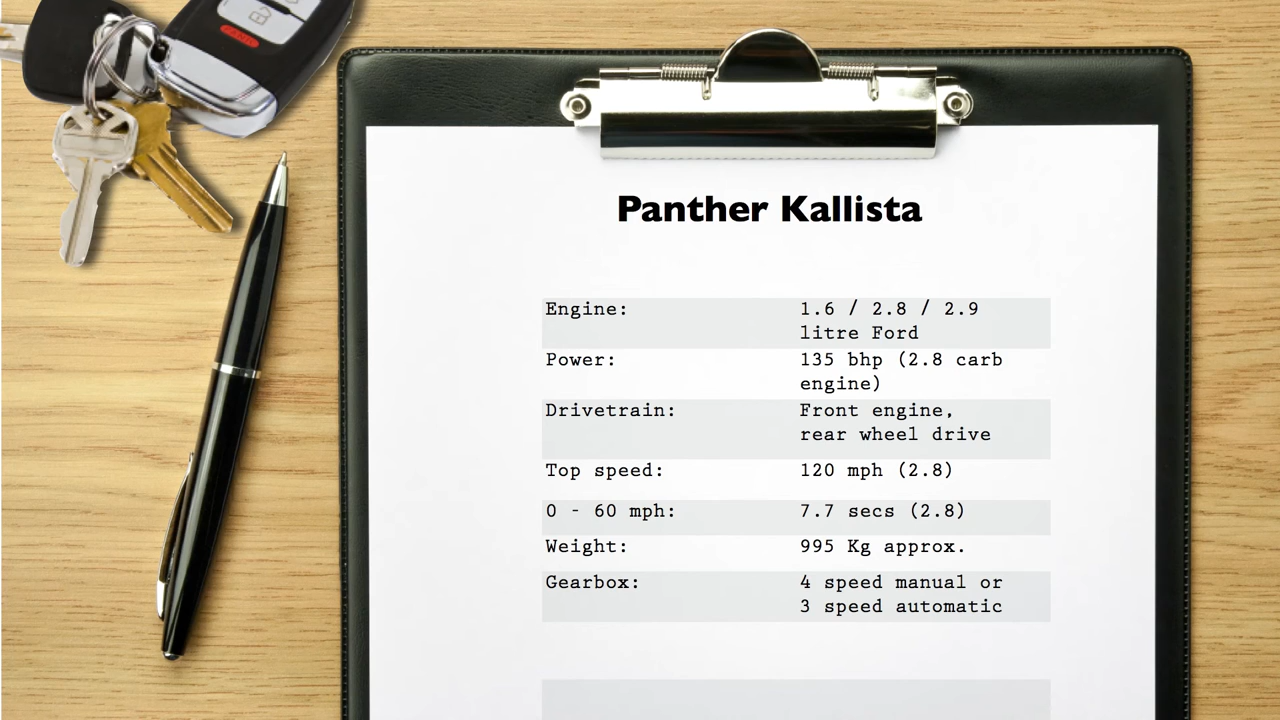 PANIC
Panther Kallista
Engine: 1.6 / 2.8 / 2.9
litre Ford
Power: 135 bhp (2.8 carb
engine)
Drivetrain: Front engine,
rear wheel drive
Top speed: 120 mph (2.8)
0 - 60 mph: 7.7 secs (2.8)
Weight: 995 Kg approx.
Gearbox: 4 speed manual or
3 speed automatic